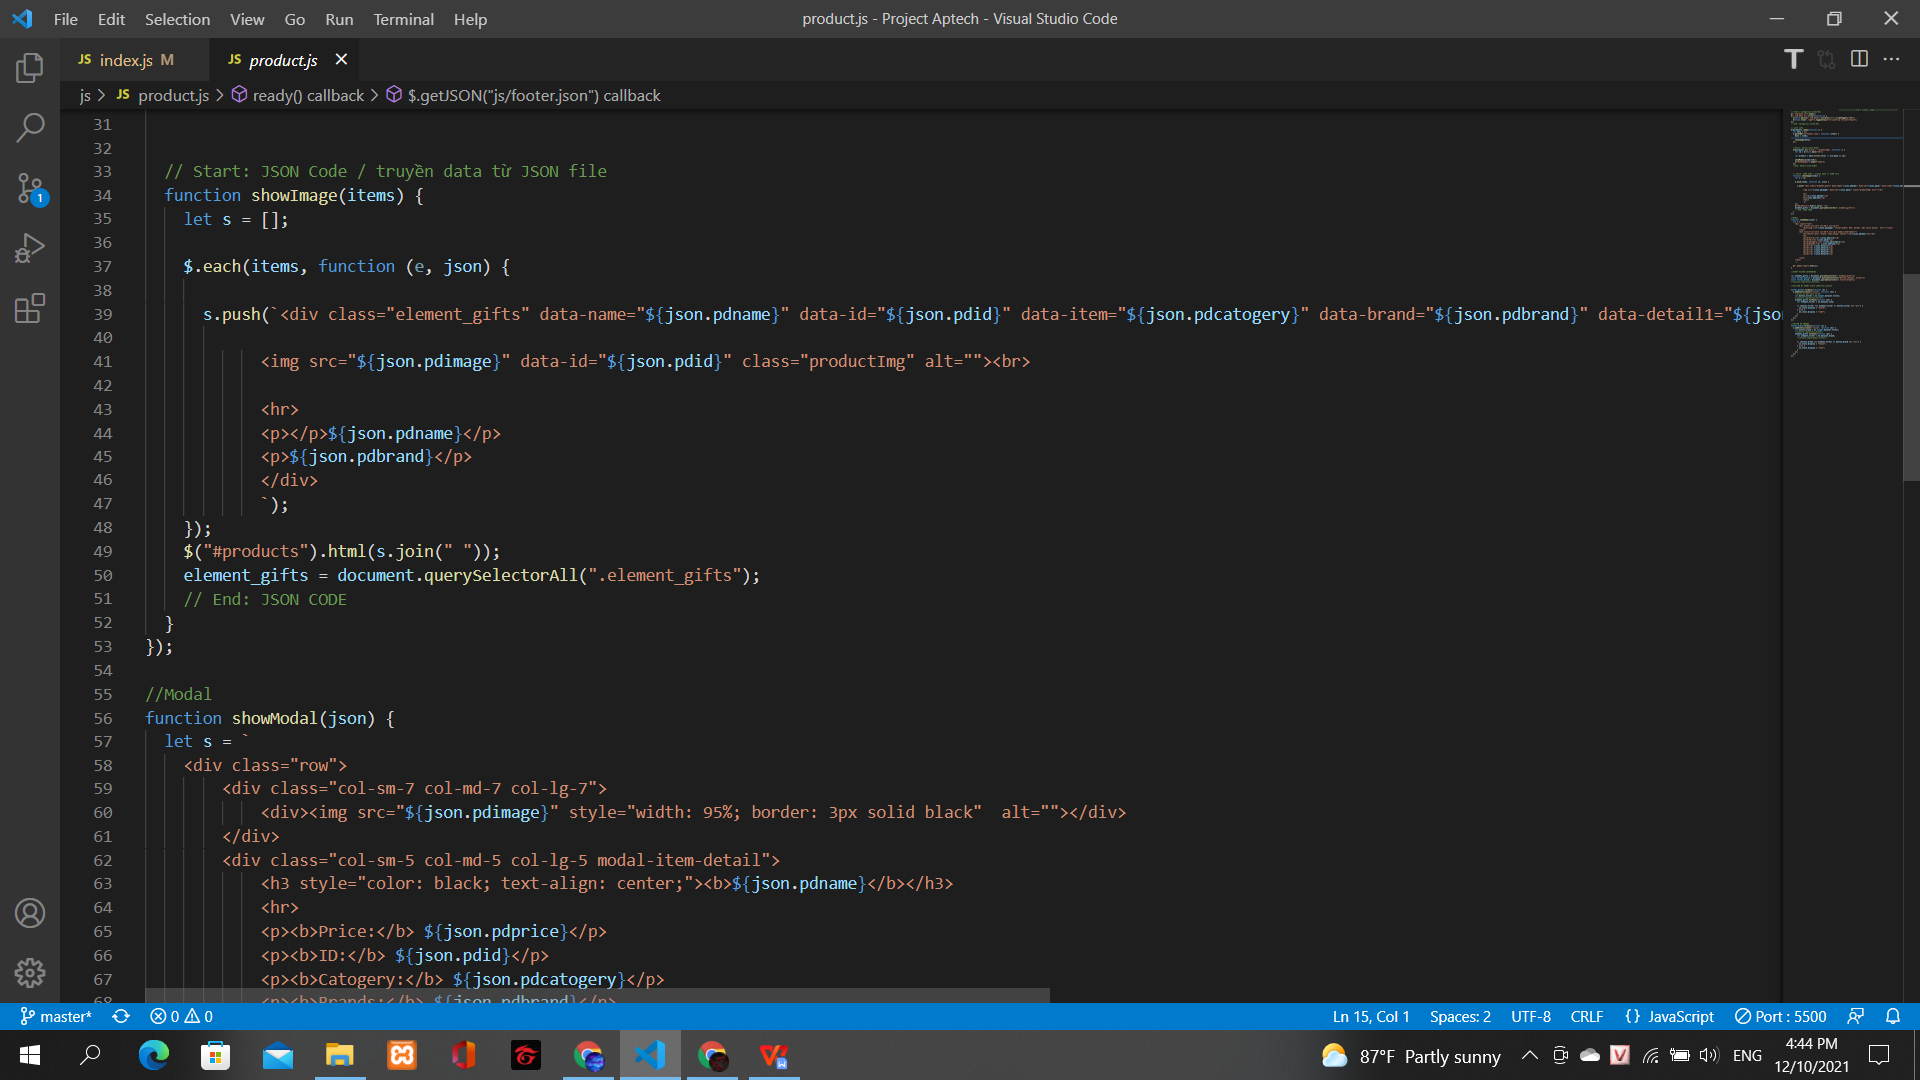 File Edit Selection View Go Run Terminal Help product.js - Project Aptech - Visual Studio Code
JS index.js M JS product.js
js > JS product.js > ready() callback > $.getJSON("js/footer.json") callback
31
32
33 // Start: JSON Code / truyền data từ JSON file
34 function showImage(items) {
35 let s = [];
36
37 $.each(items, function (e, json) {
38
39 s.push(`<div class="element_gifts" data-name="${json.pdname}" data-id="${json.pdid}" data-item="${json.pdcatogery}" data-brand="${json.pdbrand}" data-detail1="${jso
40
41 <img src="${json.pdimage}" data-id="${json.pdid}" class="productImg" alt=""><br>
42
43 <hr>
44 <p></p>${json.pdname}</p>
45 <p>${json.pdbrand}</p>
46 </div>
47 `);
48 });
49 $("#products").html(s.join(" "));
50 element_gifts = document.querySelectorAll(".element_gifts");
51 // End: JSON CODE
52 }
53 });
54
55 //Modal
56 function showModal(json) {
57 let s = `
58 <div class="row">
59 <div class="col-sm-7 col-md-7 col-lg-7">
60 <div><img src="${json.pdimage}" style="width: 95%; border: 3px solid black"  alt=""></div>
61 </div>
62 <div class="col-sm-5 col-md-5 col-lg-5 modal-item-detail">
63 <h3 style="color: black; text-align: center;"><b>${json.pdname}</b></h3>
64 <hr>
65 <p><b>Price:</b> ${json.pdprice}</p>
66 <p><b>ID:</b> ${json.pdid}</p>
67 <p><b>Catogery:</b> ${json.pdcatogery}</p>
68 <p><b>Brands:</b> ${json.pdbrand}</p>
master* 0 0 Ln 15, Col 1 Spaces: 2 UTF-8 CRLF {} JavaScript Port : 5500
1
87°F Partly sunny ENG 4:44 PM
12/10/2021